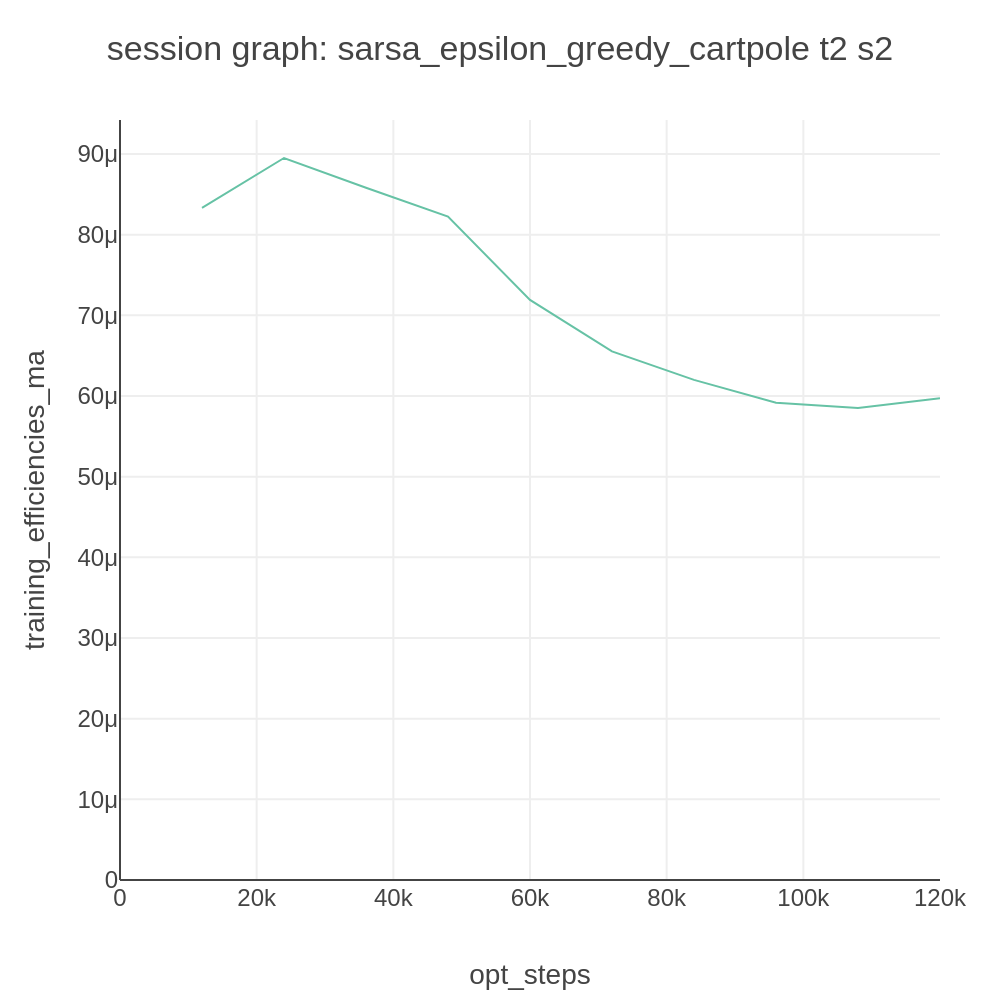 session graph: sarsa_epsilon_greedy_cartpole t2 s2
90μ
80μ
70μ
60μ
50μ
40μ
30μ
20μ
10μ
0
training_efficiencies_ma
0
20k
40k
60k
80k
100k
120k
opt_steps